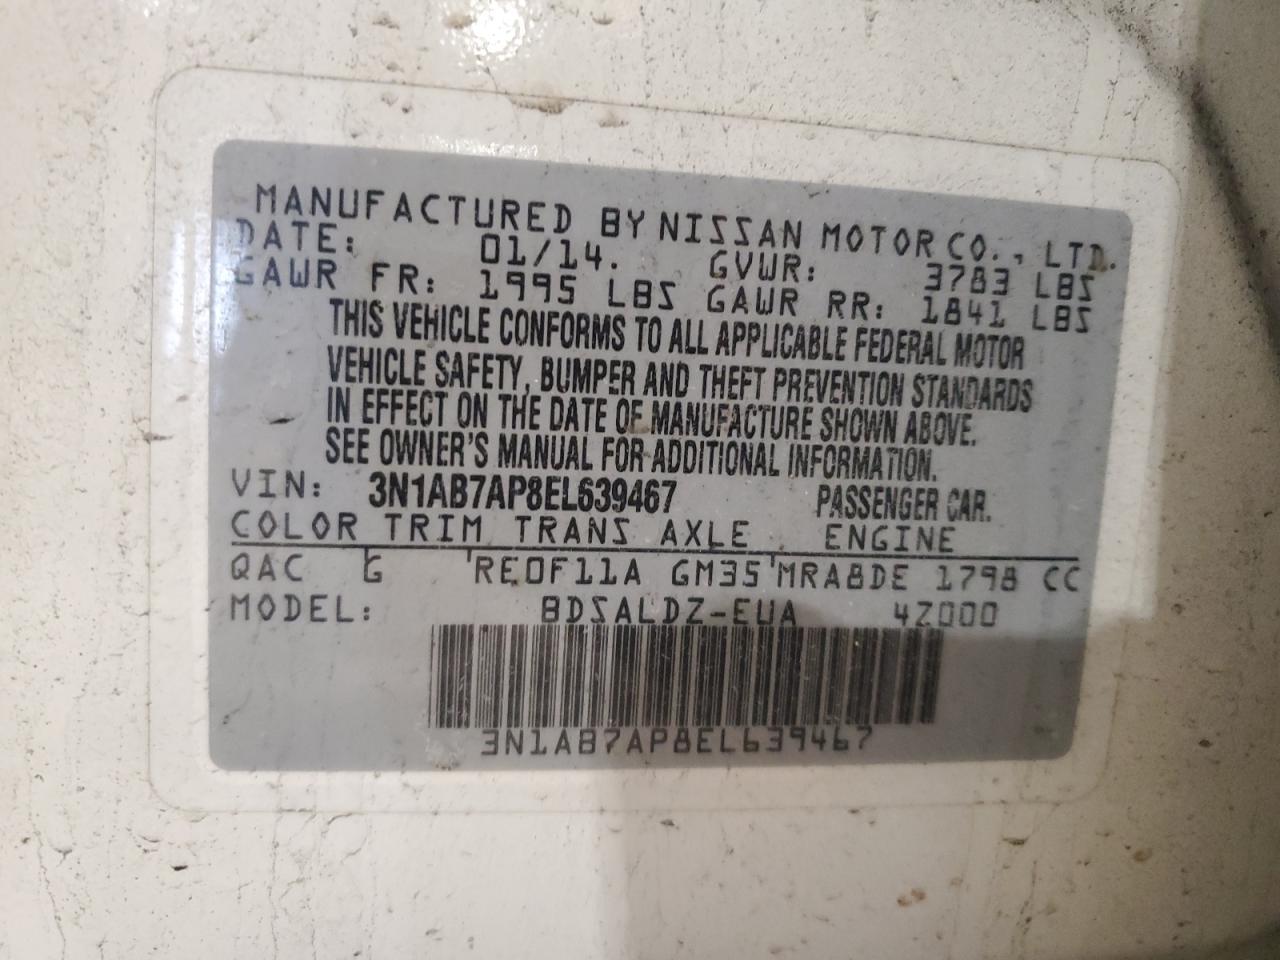 MANUFACTURED BY NISSAN MOTOR CO., LTD.
DATE: 01/14. GVWR: 3783 LBS
GAWR FR: 1995 LBS GAWR RR: 1841 LBS
THIS VEHICLE CONFORMS TO ALL APPLICABLE FEDERAL MOTOR
VEHICLE SAFETY, BUMPER AND THEFT PREVENTION STANDARDS
IN EFFECT ON THE DATE OF MANUFACTURE SHOWN ABOVE.
SEE OWNER'S MANUAL FOR ADDITIONAL INFORMATION.
VIN: 3N1AB7AP8EL639467 PASSENGER CAR.
COLOR TRIM TRANS AXLE ENGINE
QAC G RE0F11A GM35 MRA8DE 1798 CC
MODEL: BDSALDZ-EUA 4Z000
3N1AB7AP8EL639467